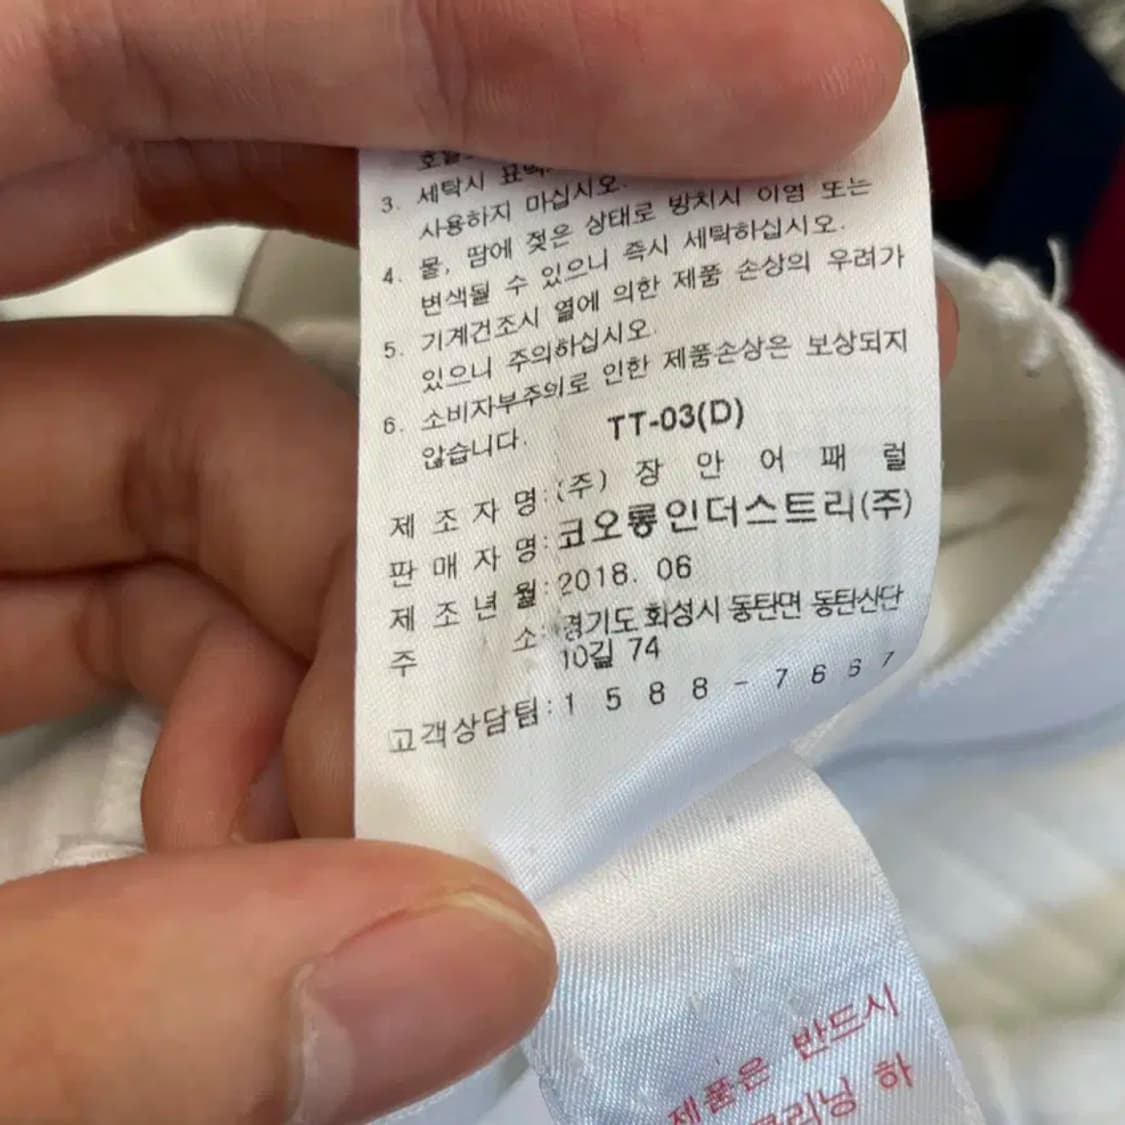 3. 세탁시
사용하지 마십시오.
4. 물, 땀에 젖은 상태로 방치시 이염 또는
변색될 수 있으니 즉시 세탁하십시오.
5. 기계건조시 열에 의한 제품 손상의 우려가
있으니 주의하십시오.
6. 소비자부주의로 인한 제품손상은 보상되지
않습니다.
TT-03(D)
제 조 자 명:(주) 장 안 어 패 럴
판 매 자 명:코오롱인더스트리(주)
제 조 년 월:2018. 06
주 소:경기도 화성시 동탄면 동탄산단
10길 74
고객상담팀:1 5 8 8 - 7 6 6 7
제품은 반드시
하